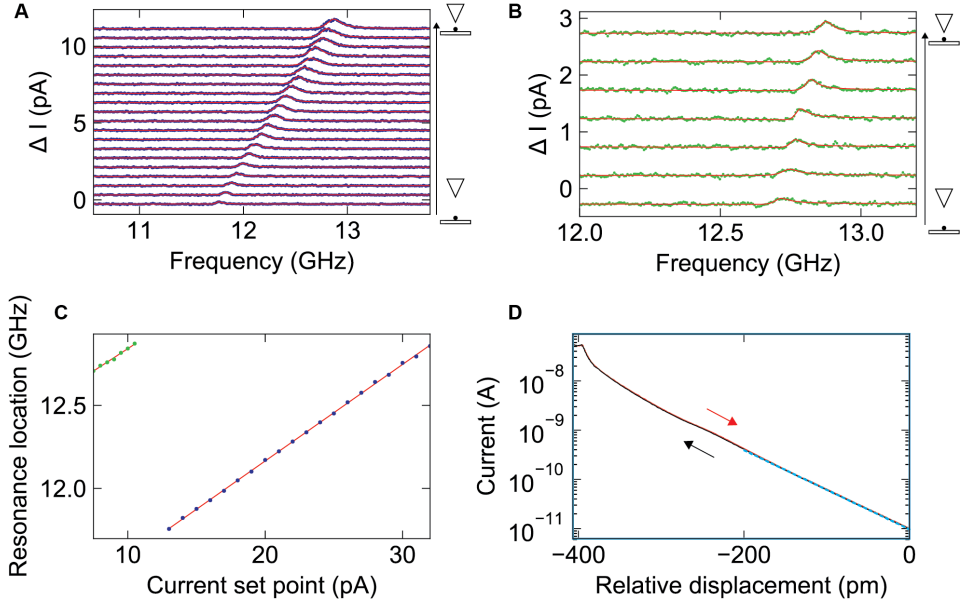 A
10
5
0
Δ I (pA)
11
12
13
Frequency (GHz)
B
3
2
1
0
Δ I (pA)
12.0
12.5
13.0
Frequency (GHz)
C
Resonance location (GHz)
12.5
12.0
10
20
30
Current set point (pA)
D
Current (A)
10⁻⁸
10⁻⁹
10⁻¹⁰
10⁻¹¹
-400
-200
0
Relative displacement (pm)